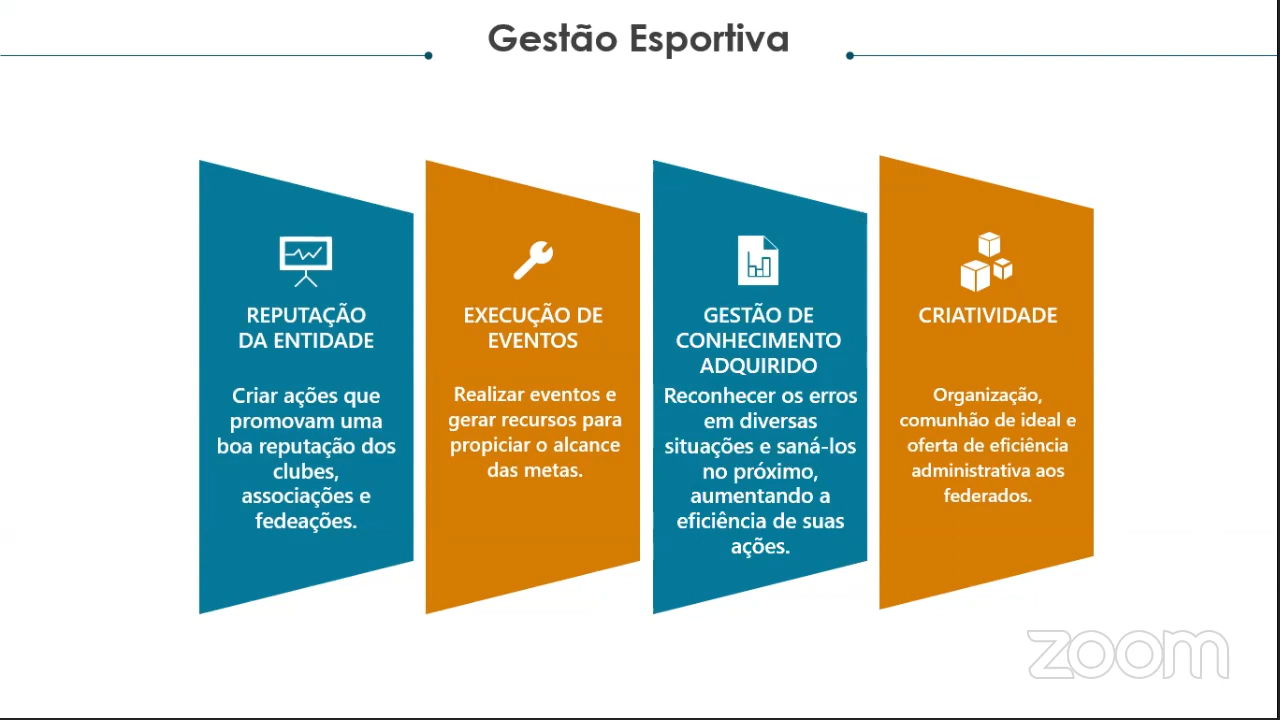 Gestão Esportiva
REPUTAÇÃO
DA ENTIDADE
Criar ações que
promovam uma
boa reputação dos
clubes,
associações e
fedeações.
EXECUÇÃO DE
EVENTOS
Realizar eventos e
gerar recursos para
propiciar o alcance
das metas.
GESTÃO DE
CONHECIMENTO
ADQUIRIDO
Reconhecer os erros
em diversas
situações e saná-los
no próximo,
aumentando a
eficiência de suas
ações.
CRIATIVIDADE
Organização,
comunhão de ideal e
oferta de eficiência
administrativa aos
federados.
zoom